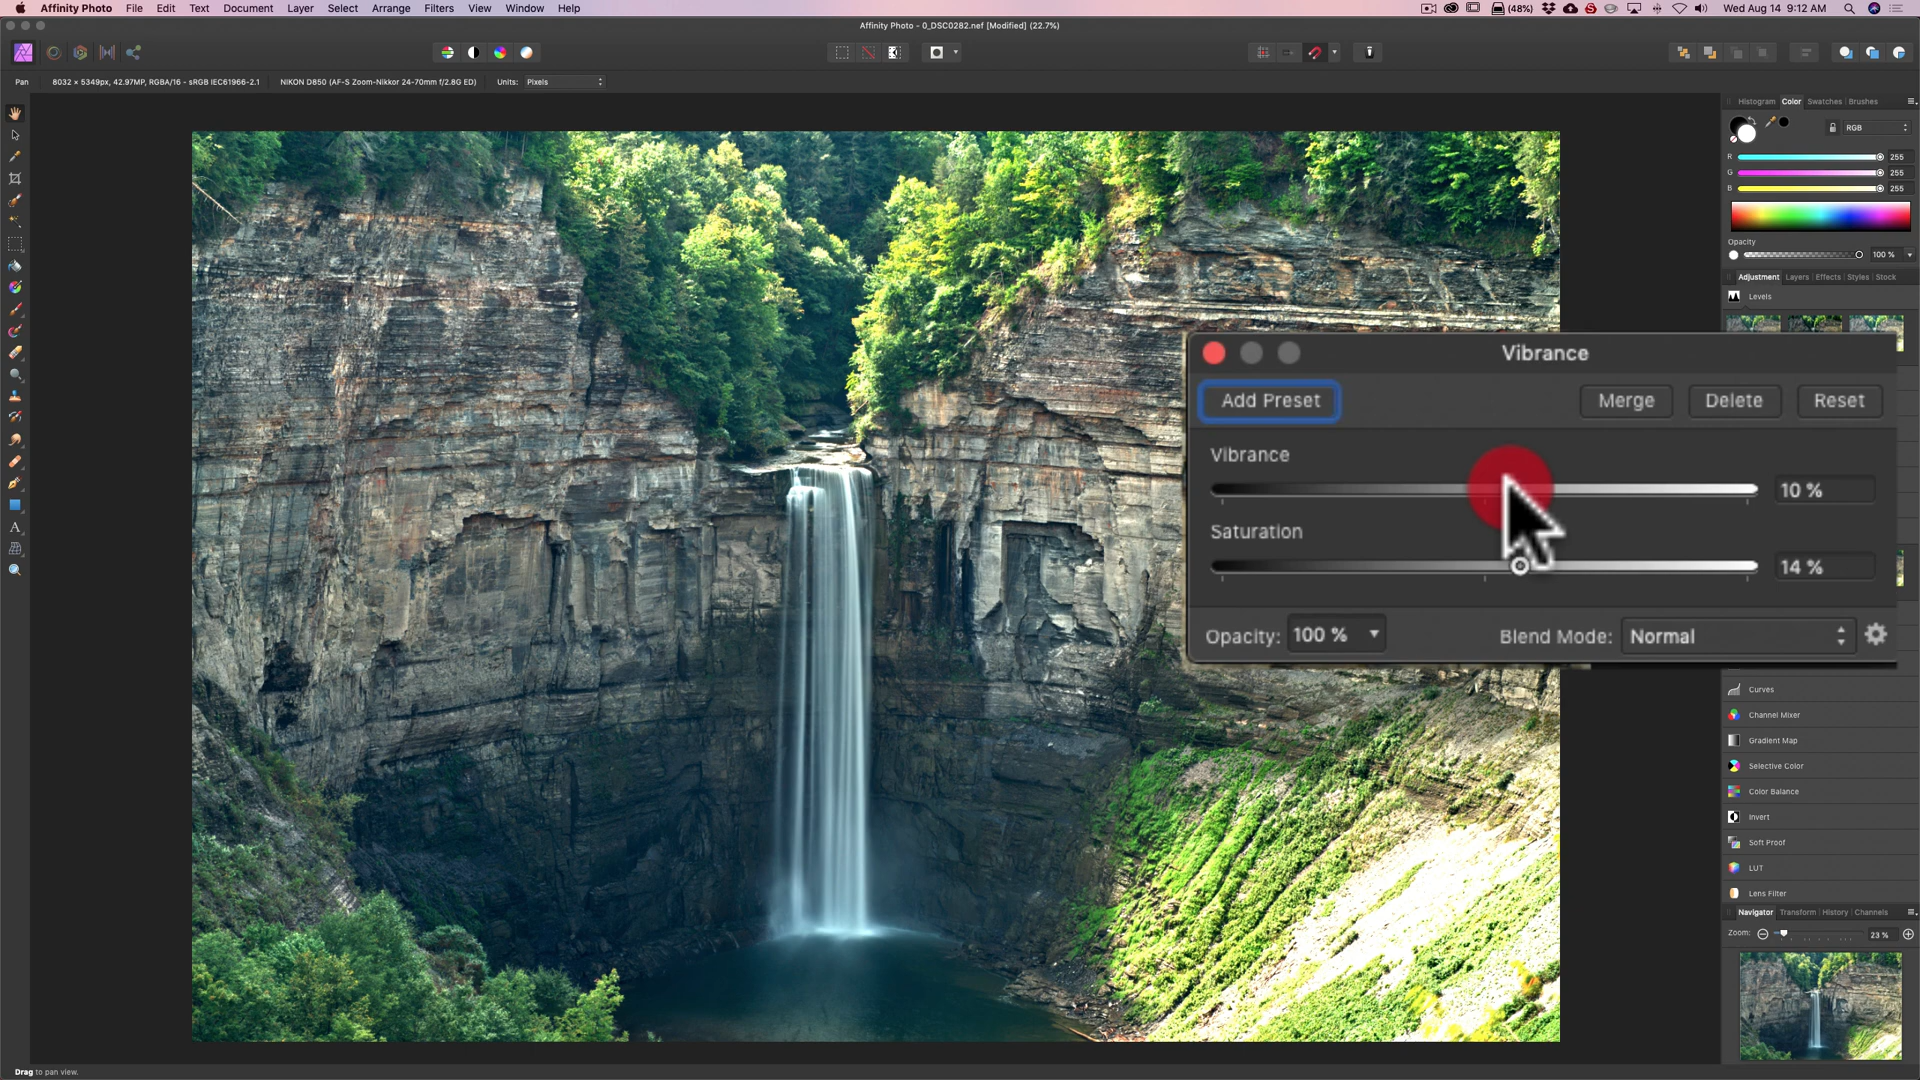 Affinity Photo File Edit Text Document Layer Select Arrange Filters View Window Help (48%) Wed Aug 14 9:12 AM
Affinity Photo - 0_DSC0282.nef [Modified] (22.7%)
Pan 8032 × 5349px, 42.97MP, RGBA/16 - sRGB IEC61966-2.1 NIKON D850 (AF-S Zoom-Nikkor 24-70mm f/2.8G ED) Units: Pixels
Histogram Color Swatches Brushes
RGB
R 255
G 255
B 255
Opacity
100 %
Adjustment Layers Effects Styles Stock
Levels
Vibrance
Add Preset Merge Delete Reset
Vibrance
10 %
Saturation
14 %
Opacity: 100 % Blend Mode: Normal
Curves
Channel Mixer
Gradient Map
Selective Color
Color Balance
Invert
Soft Proof
LUT
Lens Filter
Navigator Transform History Channels
Zoom: 23 %
Drag to pan view.